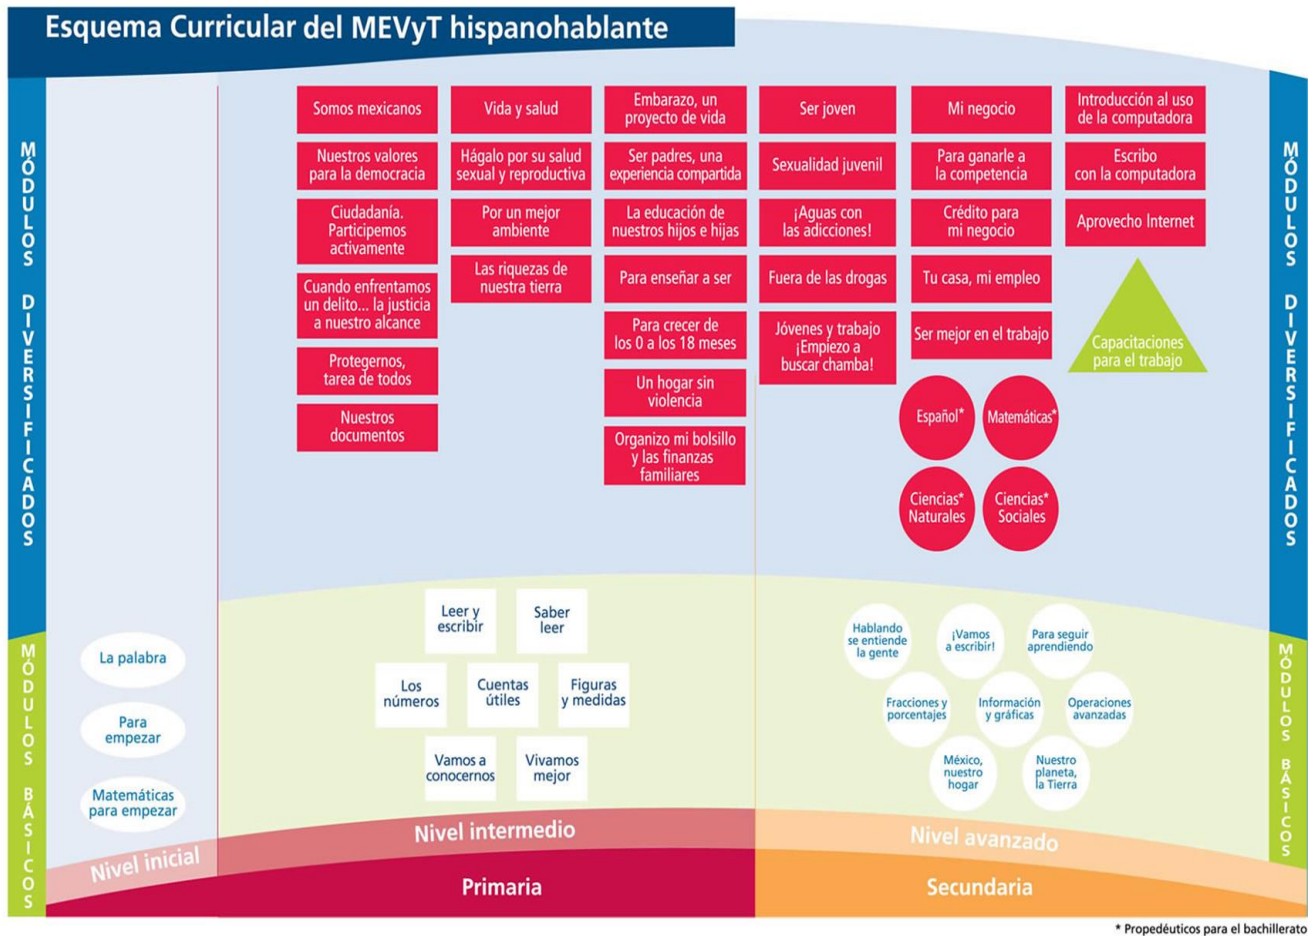 Esquema Curricular del MEVyT hispanohablante
MÓDULOS DIVERSIFICADOS
MÓDULOS BÁSICOS
Somos mexicanos
Nuestros valores
para la democracia
Ciudadanía.
Participemos
activamente
Cuando enfrentamos
un delito... la justicia
a nuestro alcance
Protegernos,
tarea de todos
Nuestros
documentos
Vida y salud
Hágalo por su salud
sexual y reproductiva
Por un mejor
ambiente
Las riquezas de
nuestra tierra
Embarazo, un
proyecto de vida
Ser padres, una
experiencia compartida
La educación de
nuestros hijos e hijas
Para enseñar a ser
Para crecer de
los 0 a los 18 meses
Un hogar sin
violencia
Organizo mi bolsillo
y las finanzas
familiares
Ser joven
Sexualidad juvenil
¡Aguas con
las adicciones!
Fuera de las drogas
Jóvenes y trabajo
¡Empiezo a
buscar chamba!
Mi negocio
Para ganarle a
la competencia
Crédito para
mi negocio
Tu casa, mi empleo
Ser mejor en el trabajo
Español*
Matemáticas*
Ciencias*
Naturales
Ciencias*
Sociales
Introducción al uso
de la computadora
Escribo
con la computadora
Aprovecho Internet
Capacitaciones
para el trabajo
MÓDULOS DIVERSIFICADOS
MÓDULOS BÁSICOS
La palabra
Para
empezar
Matemáticas
para empezar
Leer y
escribir
Saber
leer
Los
números
Cuentas
útiles
Figuras
y medidas
Vamos a
conocernos
Vivamos
mejor
Hablando
se entiende
la gente
¡Vamos
a escribir!
Para seguir
aprendiendo
Fracciones y
porcentajes
Información
y gráficas
Operaciones
avanzadas
México,
nuestro
hogar
Nuestro
planeta,
la Tierra
Nivel inicial
Nivel intermedio
Nivel avanzado
Primaria
Secundaria
* Propedéuticos para el bachillerato